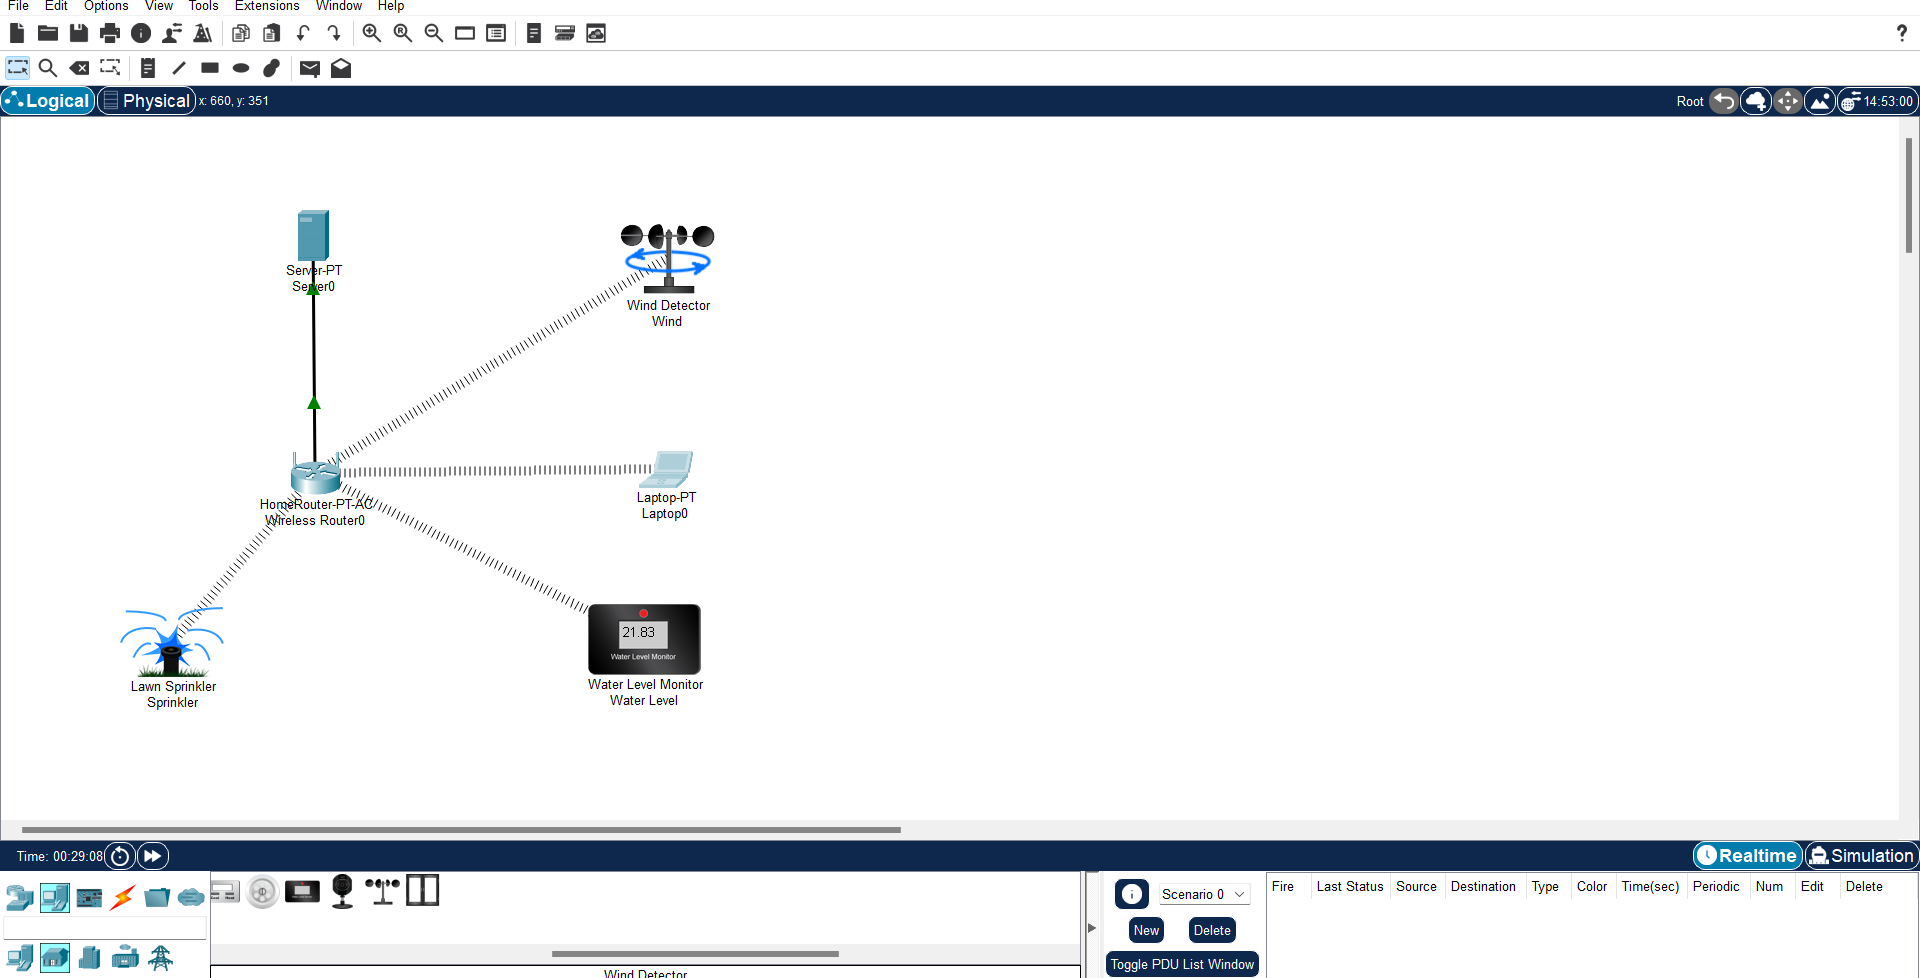 File Edit Options View Tools Extensions Window Help
?
Logical Physical x: 660, y: 351 Root 14:53:00
Server-PT
Server0
Wind Detector
Wind
Laptop-PT
Laptop0
HomeRouter-PT-AC
Wireless Router0
21.83
Water Level Monitor
Water Level Monitor
Water Level
Lawn Sprinkler
Sprinkler
Time: 00:29:08 Realtime Simulation
Scenario 0
New Delete
Toggle PDU List Window
Fire Last Status Source Destination Type Color Time(sec) Periodic Num Edit Delete
Wind Detector